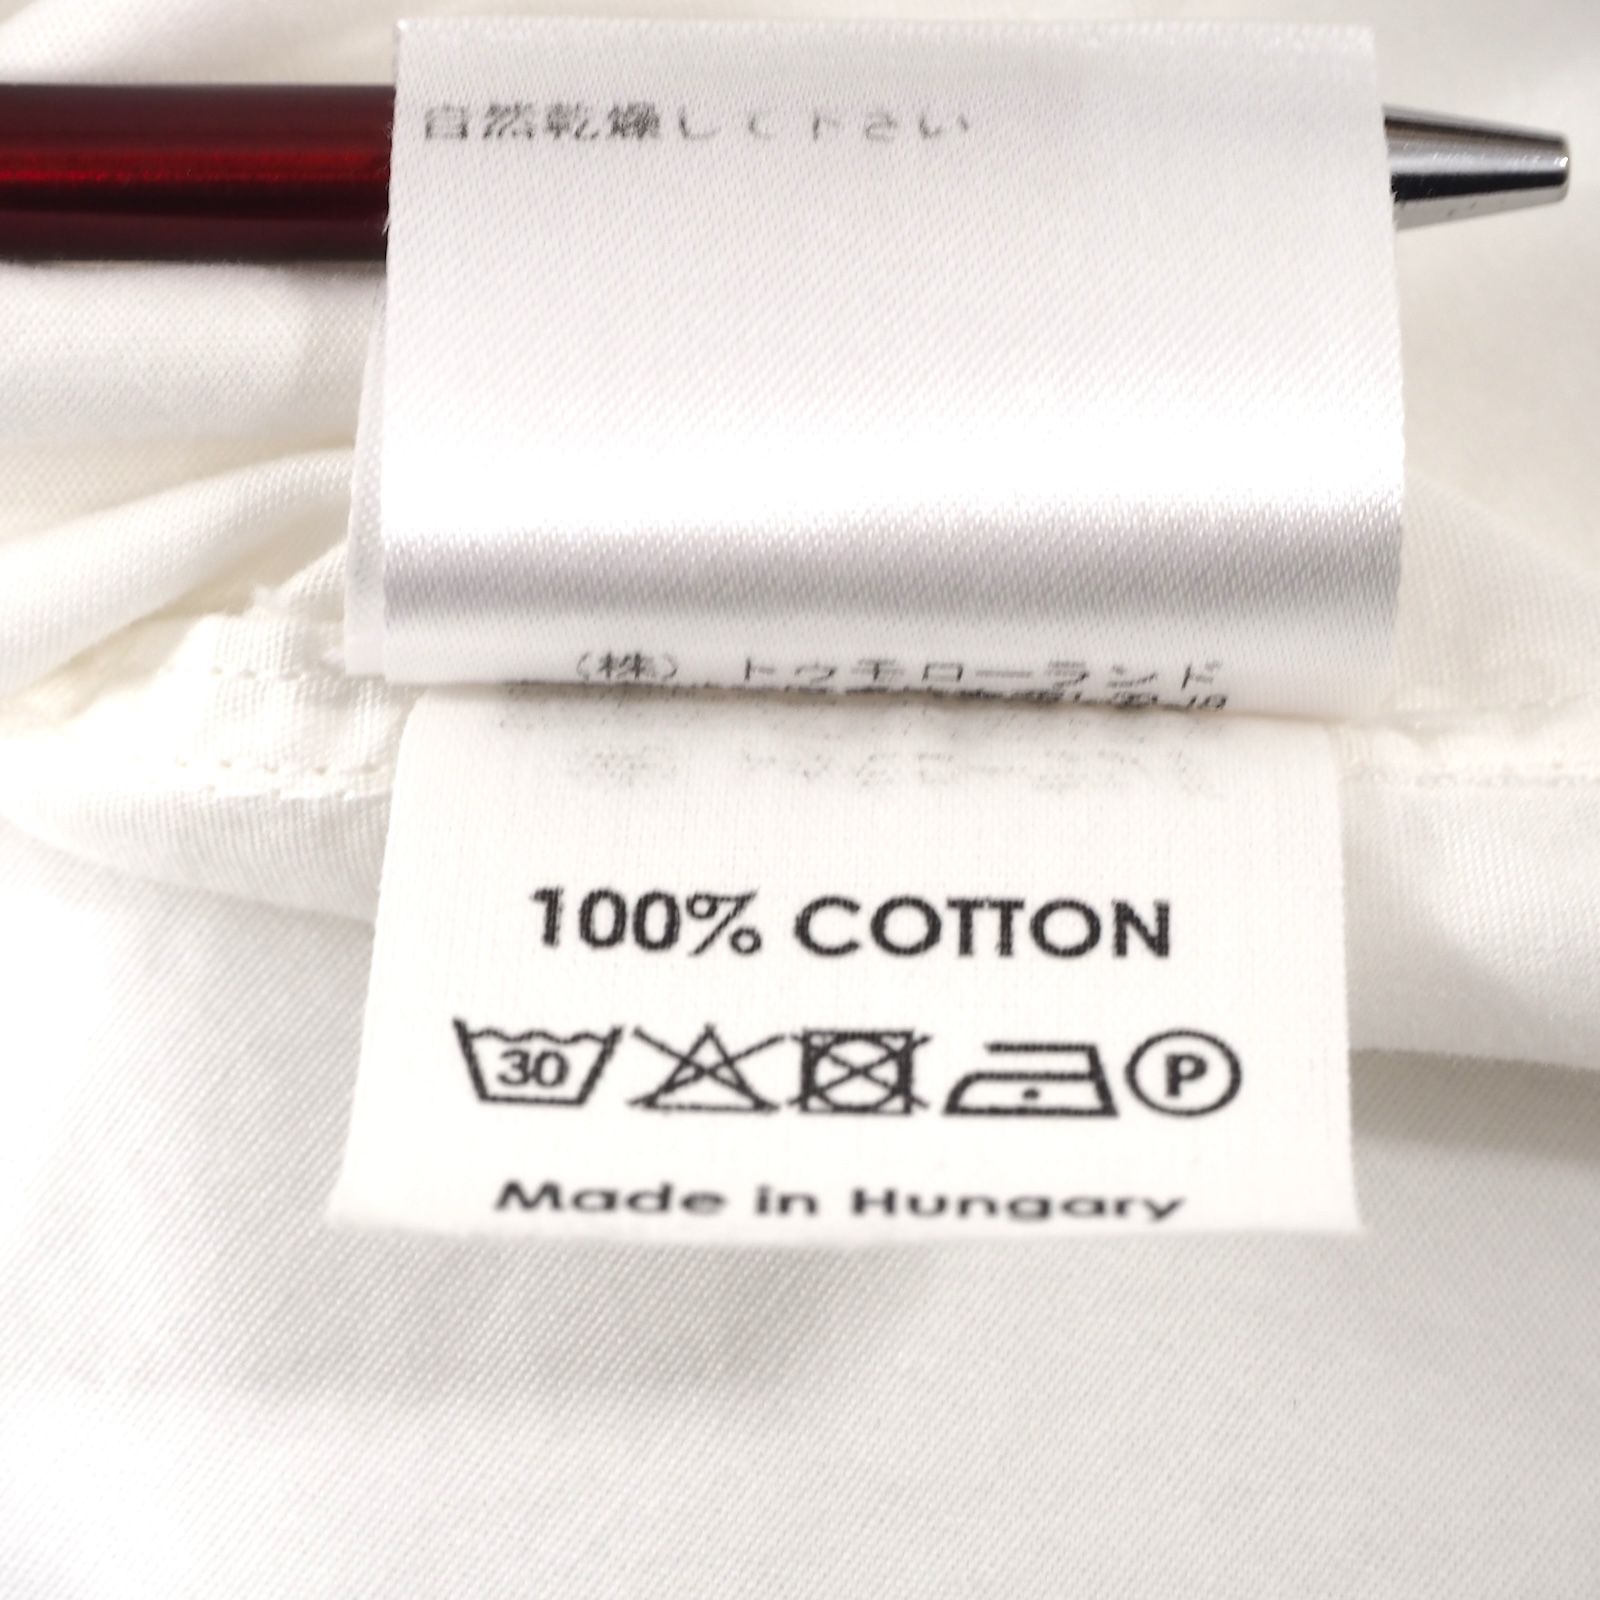 自然乾燥して下さい
(株) トゥモローランド
100% COTTON
30 P
Made in Hungary